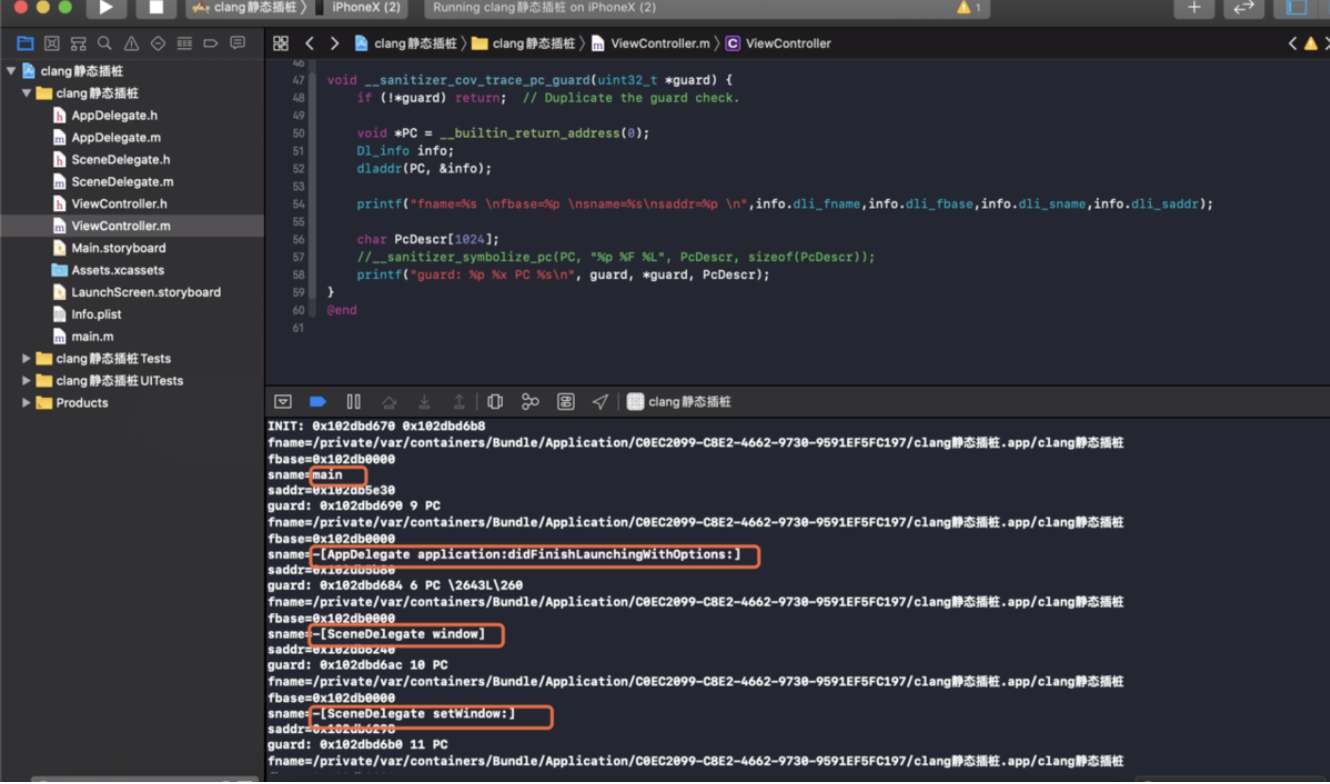 clang静态插桩 〉 iPhoneX (2)
Running clang静态插桩 on iPhoneX (2)
1
clang静态插桩 〉 clang静态插桩 〉 ViewController.m 〉 ViewController
clang静态插桩
clang静态插桩
AppDelegate.h
AppDelegate.m
SceneDelegate.h
SceneDelegate.m
ViewController.h
ViewController.m
Main.storyboard
Assets.xcassets
LaunchScreen.storyboard
Info.plist
main.m
clang静态插桩Tests
clang静态插桩UITests
Products
46
47 void __sanitizer_cov_trace_pc_guard(uint32_t *guard) {
48 if (!*guard) return;  // Duplicate the guard check.
49
50 void *PC = __builtin_return_address(0);
51 Dl_info info;
52 dladdr(PC, &info);
53
54 printf("fname=%s \nfbase=%p \nsname=%s\nsaddr=%p \n",info.dli_fname,info.dli_fbase,info.dli_sname,info.dli_saddr);
55
56 char PcDescr[1024];
57 //__sanitizer_symbolize_pc(PC, "%p %F %L", PcDescr, sizeof(PcDescr));
58 printf("guard: %p %x PC %s\n", guard, *guard, PcDescr);
59 }
60 @end
61
clang静态插桩
INIT: 0x102dbd670 0x102dbd6b8
fname=/private/var/containers/Bundle/Application/C0EC2099-C8E2-4662-9730-9591EF5FC197/clang静态插桩.app/clang静态插桩
fbase=0x102db0000
sname=main
saddr=0x102db5e30
guard: 0x102dbd690 9 PC
fname=/private/var/containers/Bundle/Application/C0EC2099-C8E2-4662-9730-9591EF5FC197/clang静态插桩.app/clang静态插桩
fbase=0x102db0000
sname=-[AppDelegate application:didFinishLaunchingWithOptions:]
saddr=0x102db5b80
guard: 0x102dbd684 6 PC \2643L\260
fname=/private/var/containers/Bundle/Application/C0EC2099-C8E2-4662-9730-9591EF5FC197/clang静态插桩.app/clang静态插桩
fbase=0x102db0000
sname=-[SceneDelegate window]
saddr=0x102db6240
guard: 0x102dbd6ac 10 PC
fname=/private/var/containers/Bundle/Application/C0EC2099-C8E2-4662-9730-9591EF5FC197/clang静态插桩.app/clang静态插桩
fbase=0x102db0000
sname=-[SceneDelegate setWindow:]
saddr=0x102db6298
guard: 0x102dbd6b0 11 PC
fname=/private/var/containers/Bundle/Application/C0EC2099-C8E2-4662-9730-9591EF5FC197/clang静态插桩.app/clang静态插桩